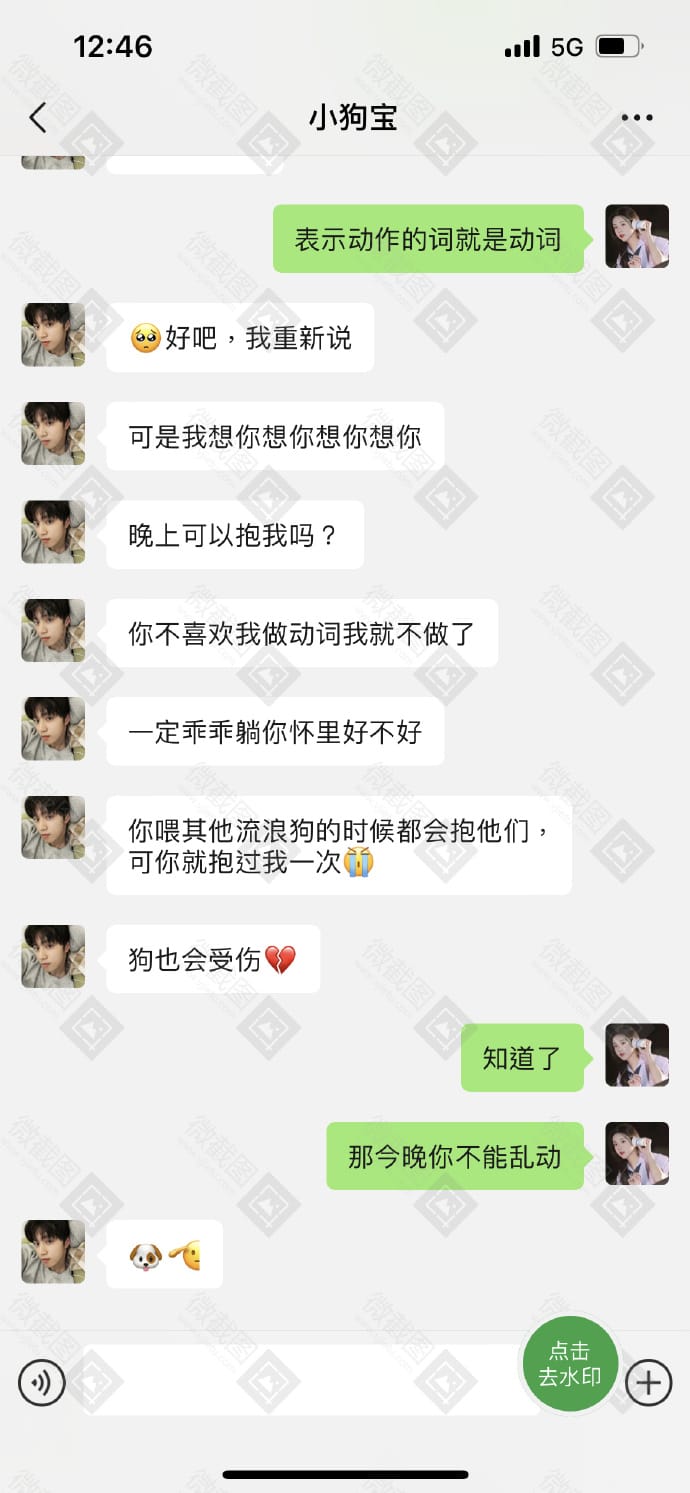 12:46
5G
小狗宝
表示动作的词就是动词
🥺好吧，我重新说
可是我想你想你想你想你
晚上可以抱我吗？
你不喜欢我做动词我就不做了
一定乖乖躺你怀里好不好
你喂其他流浪狗的时候都会抱他们，
可你就抱过我一次😭
狗也会受伤💔
知道了
那今晚你不能乱动
🐶🫡
点击
去水印
微截图